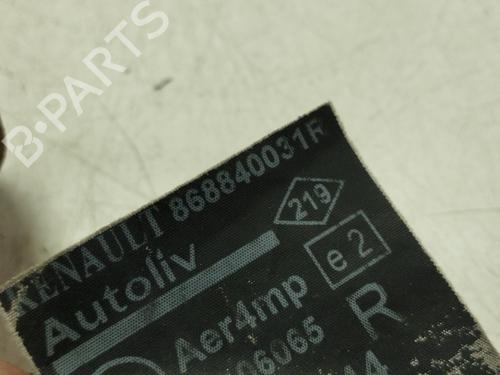 B-PARTS
RENAULT 868840031R
219
Autoliv
e2
Aer4mp
R
06065